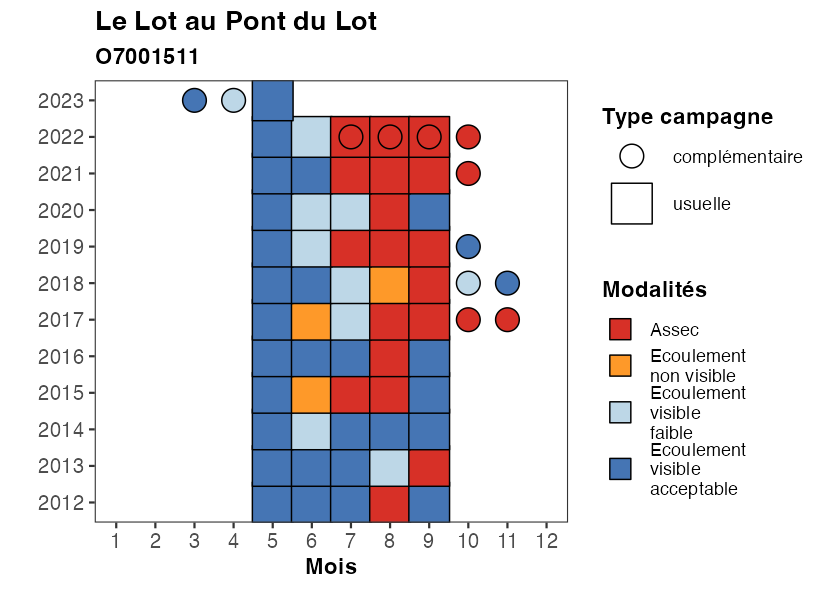 Le Lot au Pont du Lot
O7001511
2023
2022
2021
2020
2019
2018
2017
2016
2015
2014
2013
2012
1 2 3 4 5 6 7 8 9 10 11 12
Mois
Type campagne
complémentaire
usuelle
Modalités
Assec
Ecoulement
non visible
Ecoulement
visible
faible
Ecoulement
visible
acceptable